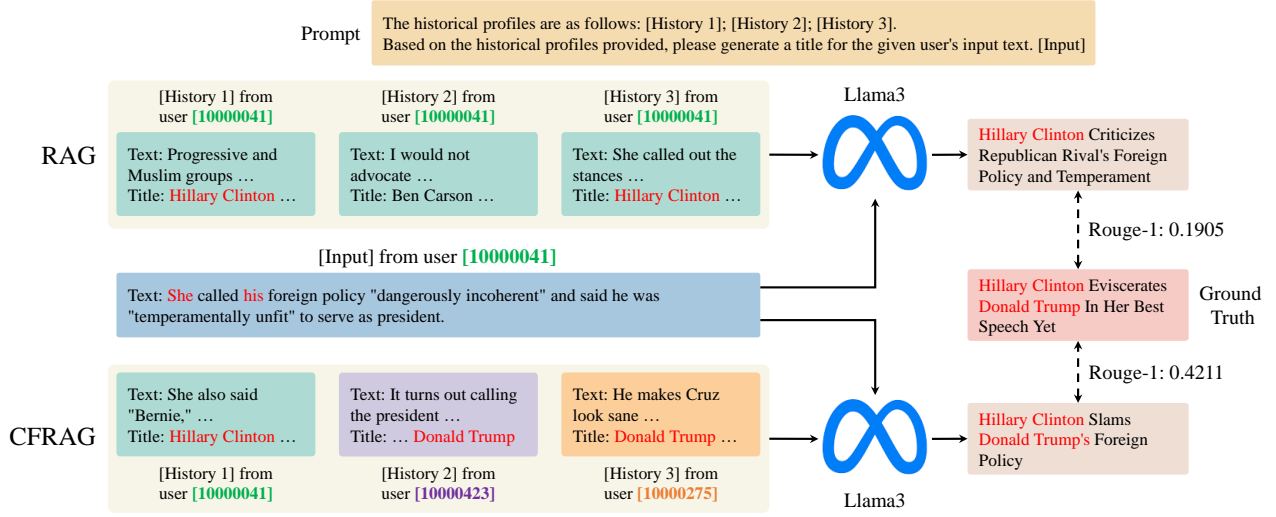 Prompt
The historical profiles are as follows: [History 1]; [History 2]; [History 3].
Based on the historical profiles provided, please generate a title for the given user's input text. [Input]
RAG
[History 1] from
user [10000041]
Text: Progressive and
Muslim groups …
Title: Hillary Clinton …
[History 2] from
user [10000041]
Text: I would not
advocate …
Title: Ben Carson …
[History 3] from
user [10000041]
Text: She called out the
stances …
Title: Hillary Clinton …
Llama3
Hillary Clinton Criticizes
Republican Rival's Foreign
Policy and Temperament
Rouge-1: 0.1905
[Input] from user [10000041]
Text: She called his foreign policy "dangerously incoherent" and said he was
"temperamentally unfit" to serve as president.
Hillary Clinton Eviscerates
Donald Trump In Her Best
Speech Yet
Ground
Truth
Rouge-1: 0.4211
CFRAG
Text: She also said
"Bernie," …
Title: Hillary Clinton …
[History 1] from
user [10000041]
Text: It turns out calling
the president …
Title: … Donald Trump
[History 2] from
user [10000423]
Text: He makes Cruz
look sane …
Title: Donald Trump …
[History 3] from
user [10000275]
Llama3
Hillary Clinton Slams
Donald Trump's Foreign
Policy